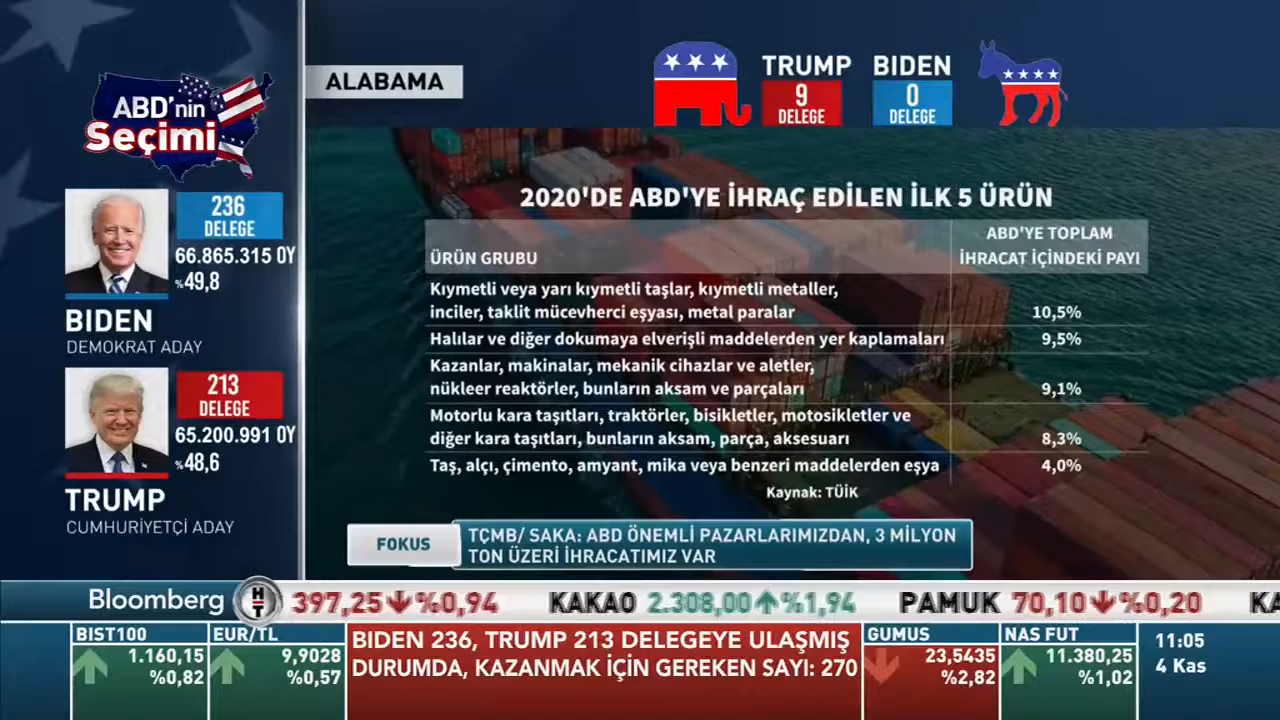 ABD'nin
Seçimi
236
DELEGE
66.865.315 OY
%49,8
BIDEN
DEMOKRAT ADAY
213
DELEGE
65.200.991 OY
%48,6
TRUMP
CUMHURİYETÇİ ADAY
ALABAMA
TRUMP
9
DELEGE
BIDEN
0
DELEGE
2020'DE ABD'YE İHRAÇ EDİLEN İLK 5 ÜRÜN
ÜRÜN GRUBU
ABD'YE TOPLAM
İHRACAT İÇİNDEKİ PAYI
Kıymetli veya yarı kıymetli taşlar, kıymetli metaller,
inciler, taklit mücevherci eşyası, metal paralar 10,5%
Halılar ve diğer dokumaya elverişli maddelerden yer kaplamaları 9,5%
Kazanlar, makinalar, mekanik cihazlar ve aletler,
nükleer reaktörler, bunların aksam ve parçaları 9,1%
Motorlu kara taşıtları, traktörler, bisikletler, motosikletler ve
diğer kara taşıtları, bunların aksam, parça, aksesuarı 8,3%
Taş, alçı, çimento, amyant, mika veya benzeri maddelerden eşya 4,0%
Kaynak: TÜİK
FOKUS
TÇMB/ SAKA: ABD ÖNEMLİ PAZARLARIMIZDAN, 3 MİLYON
TON ÜZERİ İHRACATIMIZ VAR
Bloomberg HT 397,25 %0,94 KAKAO 2.308,00 %1,94 PAMUK 70,10 %0,20 KA
BIST100
1.160,15
%0,82
EUR/TL
9,9028
%0,57
BIDEN 236, TRUMP 213 DELEGEYE ULAŞMIŞ
DURUMDA, KAZANMAK İÇİN GEREKEN SAYI: 270
GUMUS
23,5435
%2,82
NAS FUT
11.380,25
%1,02
11:05
4 Kas